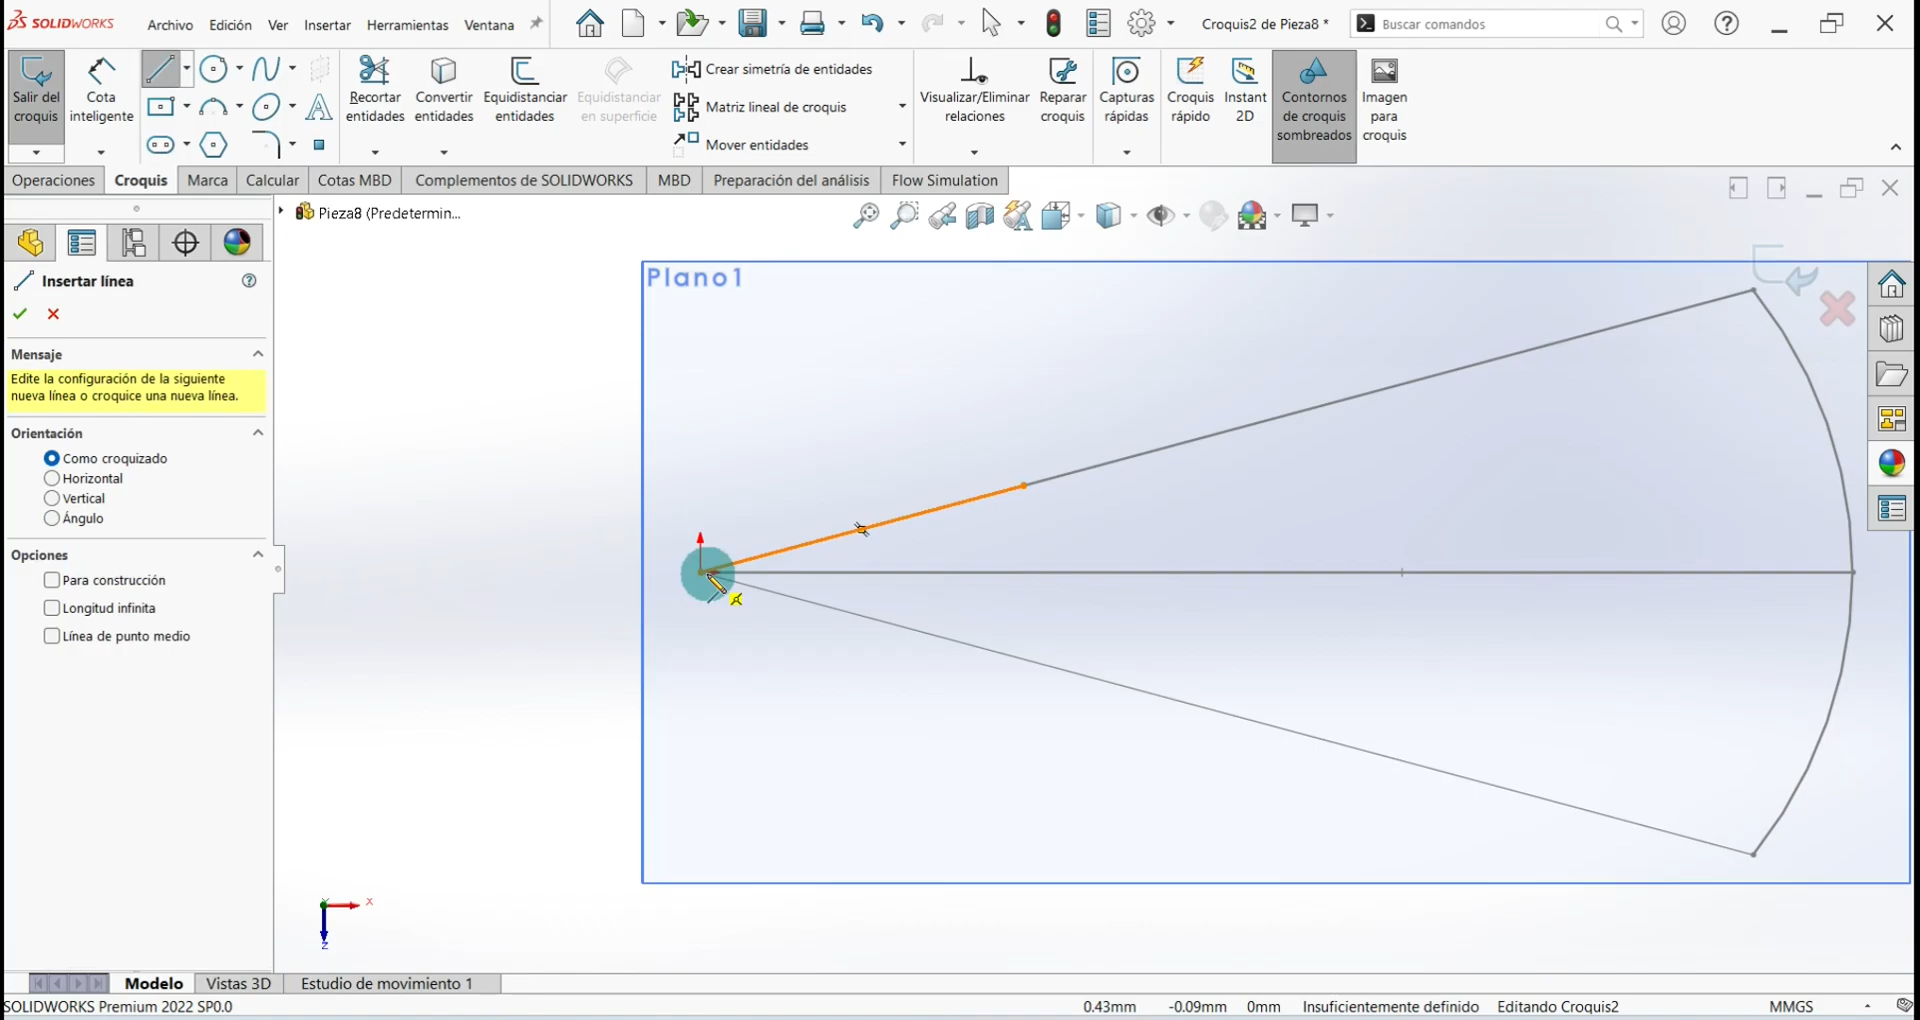 SOLIDWORKS
Archivo Edición Ver Insertar Herramientas Ventana
Croquis2 de Pieza8 *
Buscar comandos
Salir del croquis
Cota inteligente
Recortar entidades
Convertir entidades
Equidistanciar entidades
Equidistanciar en superficie
Crear simetría de entidades
Matriz lineal de croquis
Mover entidades
Visualizar/Eliminar relaciones
Reparar croquis
Capturas rápidas
Croquis rápido
Instant 2D
Contornos de croquis sombreados
Imagen para croquis
Operaciones Croquis Marca Calcular Cotas MBD Complementos de SOLIDWORKS MBD Preparación del análisis Flow Simulation
Pieza8 (Predetermin...
Insertar línea
Mensaje
Edite la configuración de la siguiente
nueva línea o croquice una nueva línea.
Orientación
Como croquizado
Horizontal
Vertical
Ángulo
Opciones
Para construcción
Longitud infinita
Línea de punto medio
Plano1
Y
X
Z
Modelo Vistas 3D Estudio de movimiento 1
SOLIDWORKS Premium 2022 SP0.0
0.43mm -0.09mm 0mm Insuficientemente definido Editando Croquis2 MMGS